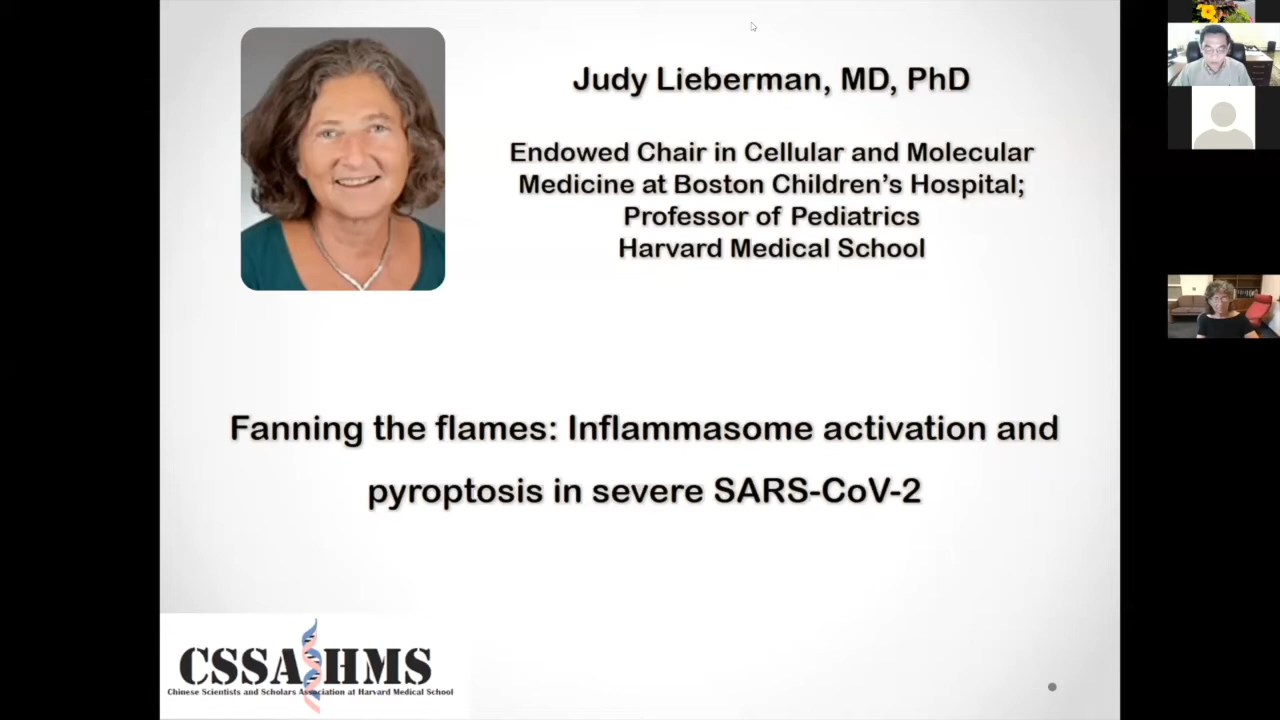 Judy Lieberman, MD, PhD
Endowed Chair in Cellular and Molecular
Medicine at Boston Children’s Hospital;
Professor of Pediatrics
Harvard Medical School
Fanning the flames: Inflammasome activation and
pyroptosis in severe SARS-CoV-2
CSSA HMS
Chinese Scientists and Scholars Association at Harvard Medical School